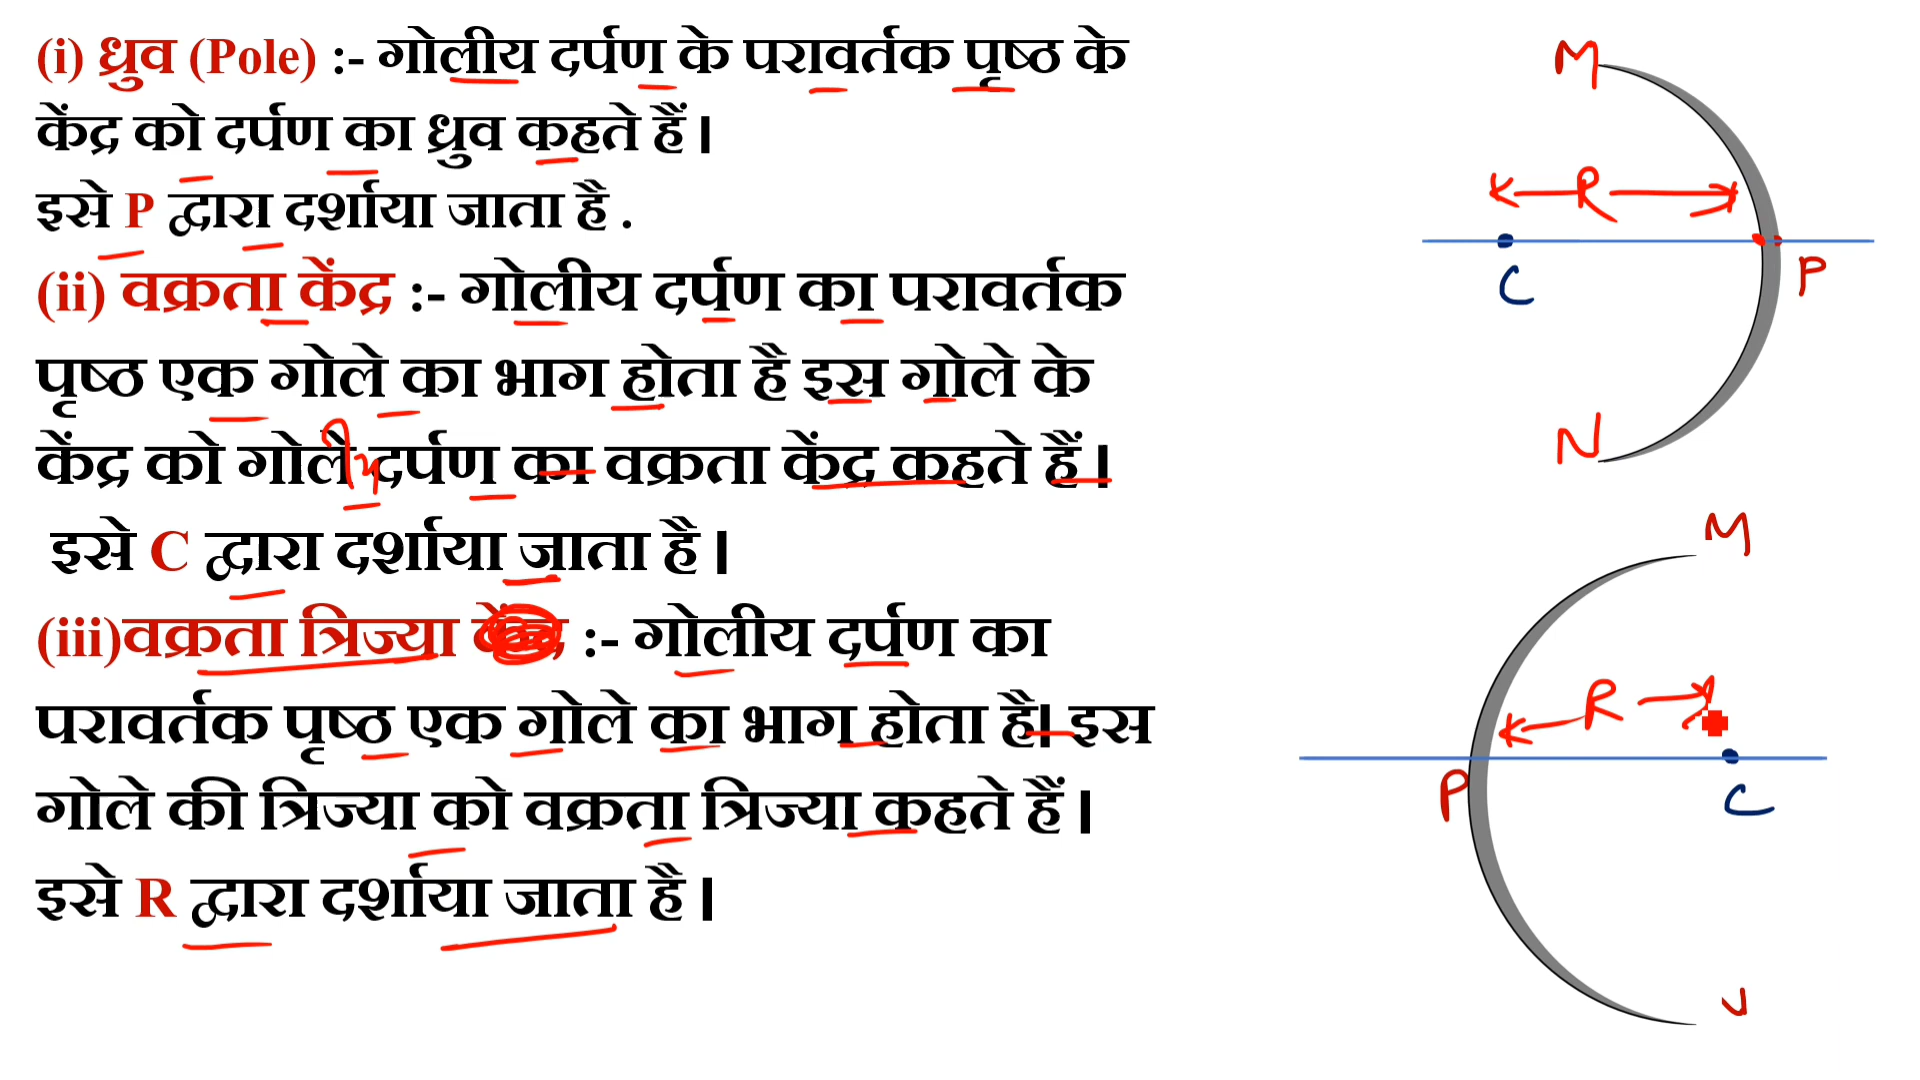 (i) ध्रुव (Pole) :- गोलीय दर्पण के परावर्तक पृष्ठ के
केंद्र को दर्पण का ध्रुव कहते हैं।
इसे P द्वारा दर्शाया जाता है .
(ii) वक्रता केंद्र :- गोलीय दर्पण का परावर्तक
पृष्ठ एक गोले का भाग होता है इस गोले के
केंद्र को गोलीय दर्पण का वक्रता केंद्र कहते हैं।
इसे C द्वारा दर्शाया जाता है।
(iii)वक्रता त्रिज्या :- गोलीय दर्पण का
परावर्तक पृष्ठ एक गोले का भाग होता है। इस
गोले की त्रिज्या को वक्रता त्रिज्या कहते हैं।
इसे R द्वारा दर्शाया जाता है।
M
R
C
P
N
M
R
P
C